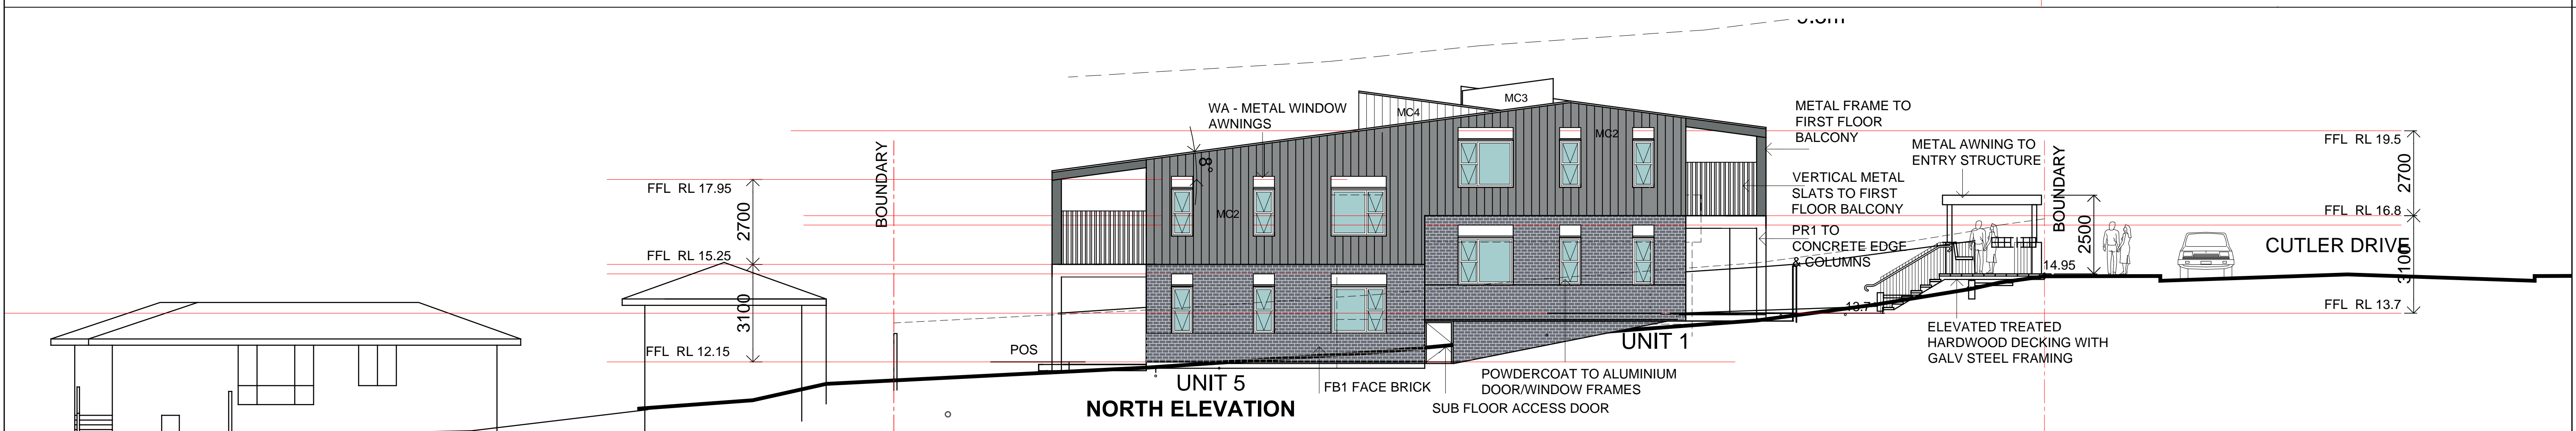 MC3
MC4
WA - METAL WINDOW
AWNINGS
METAL FRAME TO
FIRST FLOOR
BALCONY
MC2
FFL RL 19.5
METAL AWNING TO
ENTRY STRUCTURE
BOUNDARY
BOUNDARY
8°
2700
FFL RL 17.95
VERTICAL METAL
SLATS TO FIRST
FLOOR BALCONY
MC2
FFL RL 16.8
2700
2500
PR1 TO
CONCRETE EDGE
& COLUMNS
CUTLER DRIVE
FFL RL 15.25
14.95
3100
3100
13.7
FFL RL 13.7
FFL RL 12.15
POS
UNIT 1
ELEVATED TREATED
HARDWOOD DECKING WITH
GALV STEEL FRAMING
UNIT 5
FB1 FACE BRICK
POWDERCOAT TO ALUMINIUM
DOOR/WINDOW FRAMES
SUB FLOOR ACCESS DOOR
NORTH ELEVATION